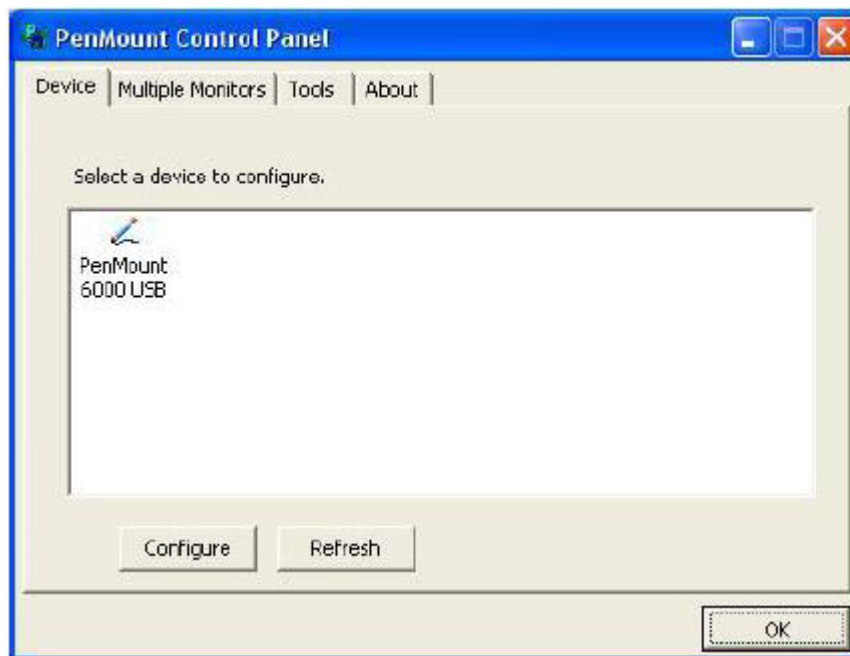 PenMount Control Panel
Device Multiple Monitors Tools About
Select a device to configure.
PenMount
6000 USB
Configure Refresh
OK